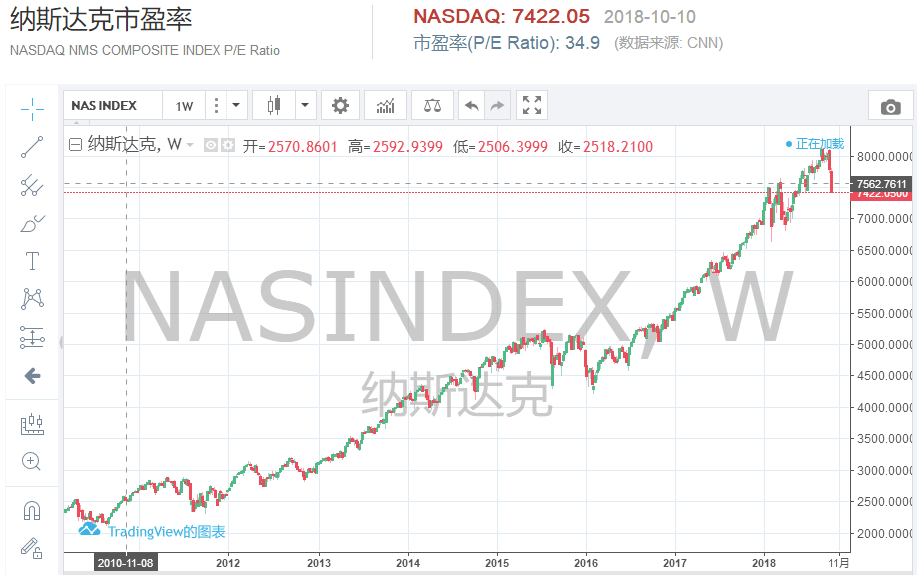 纳斯达克市盈率
NASDAQ NMS COMPOSITE INDEX P/E Ratio
NASDAQ: 7422.05 2018-10-10
市盈率(P/E Ratio): 34.9 (数据来源: CNN)
NAS INDEX 1W
纳斯达克, W 开=2570.8601 高=2592.9399 低=2506.3999 收=2518.2100
正在加载
8000.0000
7562.7611
7422.0500
7000.0000
6500.0000
6000.0000
5500.0000
5000.0000
4500.0000
4000.0000
3500.0000
3000.0000
2500.0000
2000.0000
NASINDEX, W
纳斯达克
TradingView的图表
2010-11-08 2012 2013 2014 2015 2016 2017 2018 11月